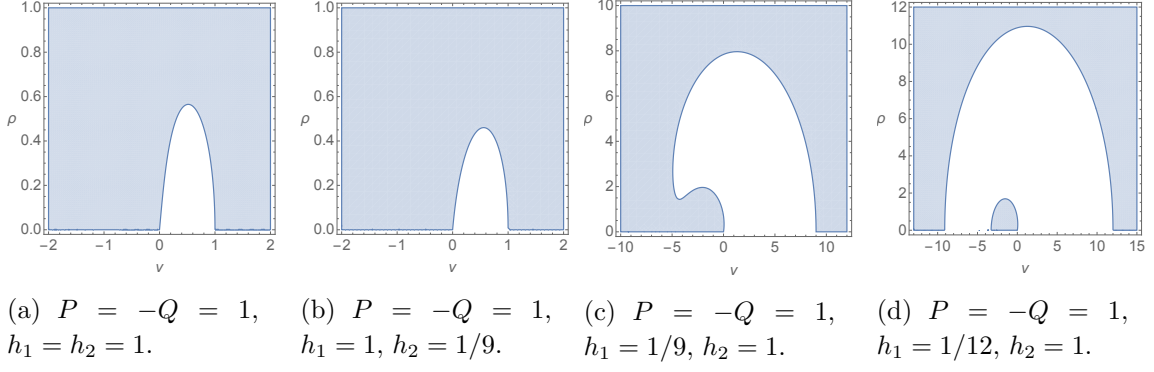 1.0
0.8
0.6
ρ
0.4
0.2
0.0
−2 −1 0 1 2
v
1.0
0.8
0.6
ρ
0.4
0.2
0.0
−2 −1 0 1 2
v
10
8
6
ρ
4
2
0
−10 −5 0 5 10
v
12
10
8
ρ
6
4
2
0
−10 −5 0 5 10 15
v
(a) P = −Q = 1,
h₁ = h₂ = 1.
(b) P = −Q = 1,
h₁ = 1, h₂ = 1/9.
(c) P = −Q = 1,
h₁ = 1/9, h₂ = 1.
(d) P = −Q = 1,
h₁ = 1/12, h₂ = 1.